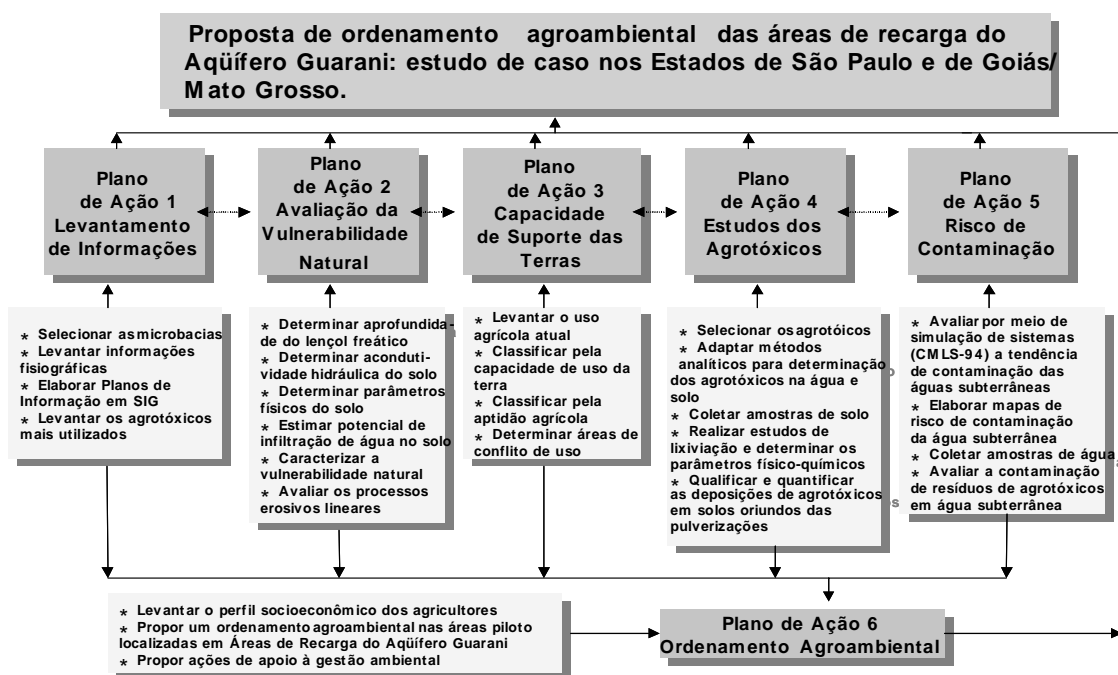 Proposta de ordenamento agroambiental das áreas de recarga do
Aqüífero Guarani: estudo de caso nos Estados de São Paulo e de Goiás/
Mato Grosso.
Plano
de Ação 1
Levantamento
de Informações
Plano
de Ação 2
Avaliação da
Vulnerabilidade
Natural
Plano
de Ação 3
Capacidade
de Suporte das
Terras
Plano
de Ação 4
Estudos dos
Agrotóxicos
Plano
de Ação 5
Risco de
Contaminação
* Selecionar as microbacias
* Levantar informações
fisiográficas
* Elaborar Planos de
Informação em SIG
* Levantar os agrotóxicos
mais utilizados
* Determinar a profundida-
de do lençol freático
* Determinar a conduti-
vidade hidráulica do solo
* Determinar parâmetros
físicos do solo
* Estimar potencial de
infiltração de água no solo
* Caracterizar a
vulnerabilidade natural
* Avaliar os processos
erosivos lineares
* Levantar o uso
agrícola atual
* Classificar pela
capacidade de uso da
terra
* Classificar pela
aptidão agrícola
* Determinar áreas de
conflito de uso
* Selecionar os agrotóicos
* Adaptar métodos
analíticos para determinação
dos agrotóxicos na água e
solo
* Coletar amostras de solo
* Realizar estudos de
lixiviação e determinar os
parâmetros físico-químicos
* Qualificar e quantificar
as deposições de agrotóxicos
em solos oriundos das
pulverizações
* Avaliar por meio de
simulação de sistemas
(CMLS-94) a tendência
de contaminação das
águas subterrâneas
* Elaborar mapas de
risco de contaminação
da água subterrânea
* Coletar amostras de água
* Avaliar a contaminação
de resíduos de agrotóxicos
em água subterrânea
* Levantar o perfil socioeconômico dos agricultores
* Propor um ordenamento agroambiental nas áreas piloto
localizadas em Áreas de Recarga do Aqüífero Guarani
* Propor ações de apoio à gestão ambiental
Plano de Ação 6
Ordenamento Agroambiental